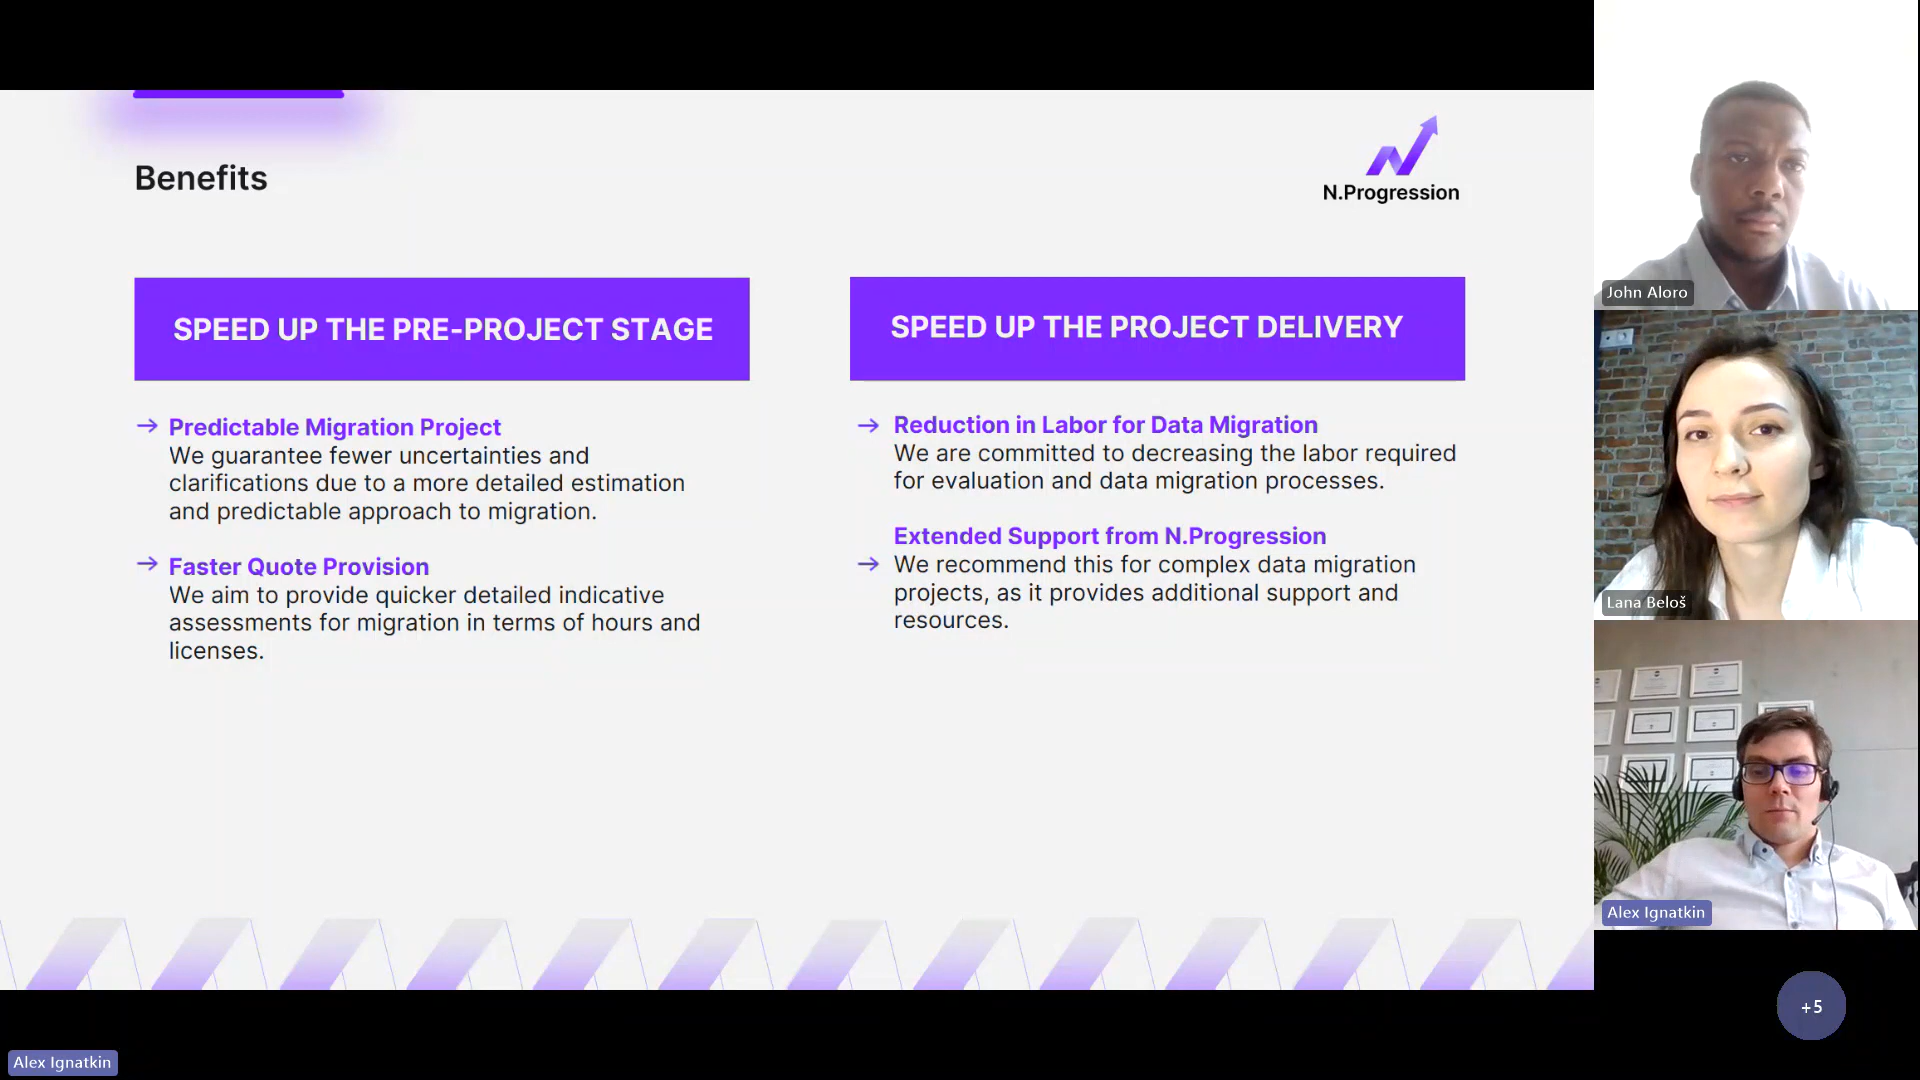 Benefits
N.Progression
SPEED UP THE PRE-PROJECT STAGE
Predictable Migration Project
We guarantee fewer uncertainties and
clarifications due to a more detailed estimation
and predictable approach to migration.
Faster Quote Provision
We aim to provide quicker detailed indicative
assessments for migration in terms of hours and
licenses.
SPEED UP THE PROJECT DELIVERY
Reduction in Labor for Data Migration
We are committed to decreasing the labor required
for evaluation and data migration processes.
Extended Support from N.Progression
We recommend this for complex data migration
projects, as it provides additional support and
resources.
John Aloro
Lana Beloš
Alex Ignatkin
+5
Alex Ignatkin